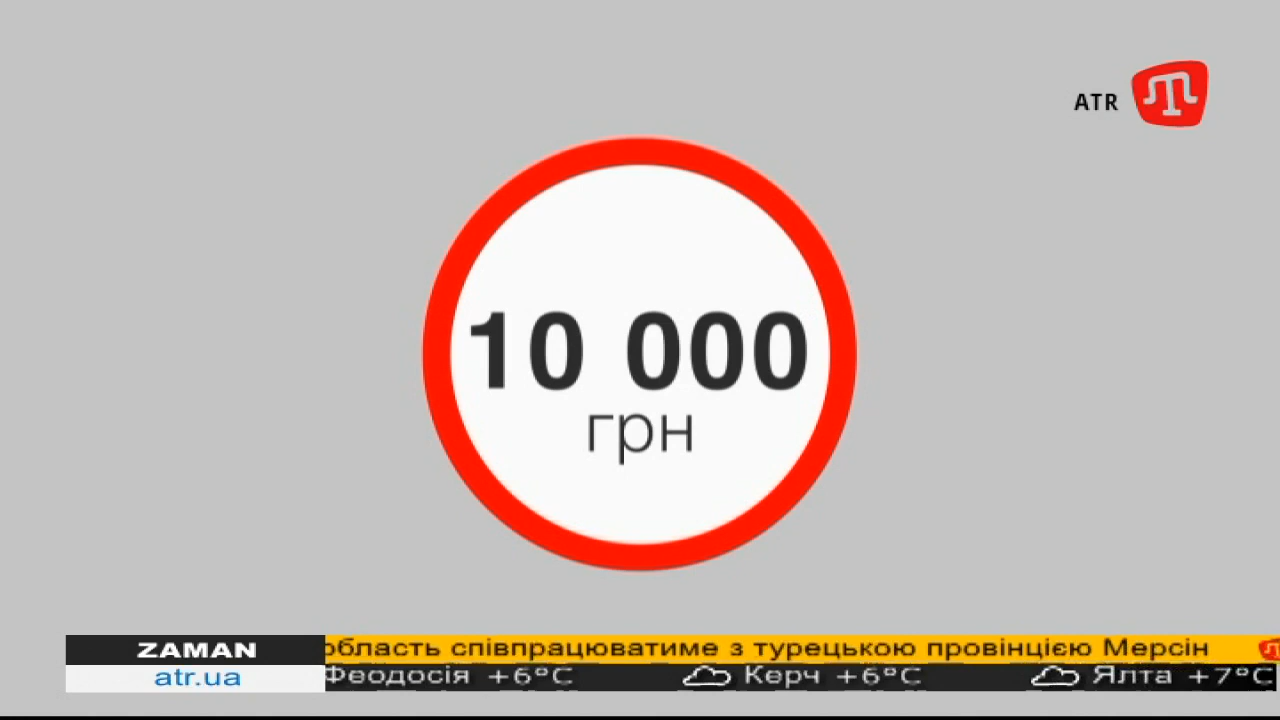 ATR
10 000
грн
ZAMAN
область співпрацюватиме з турецькою провінцією Мерсін
atr.ua
Феодосія +6°C Керч +6°C Ялта +7°C